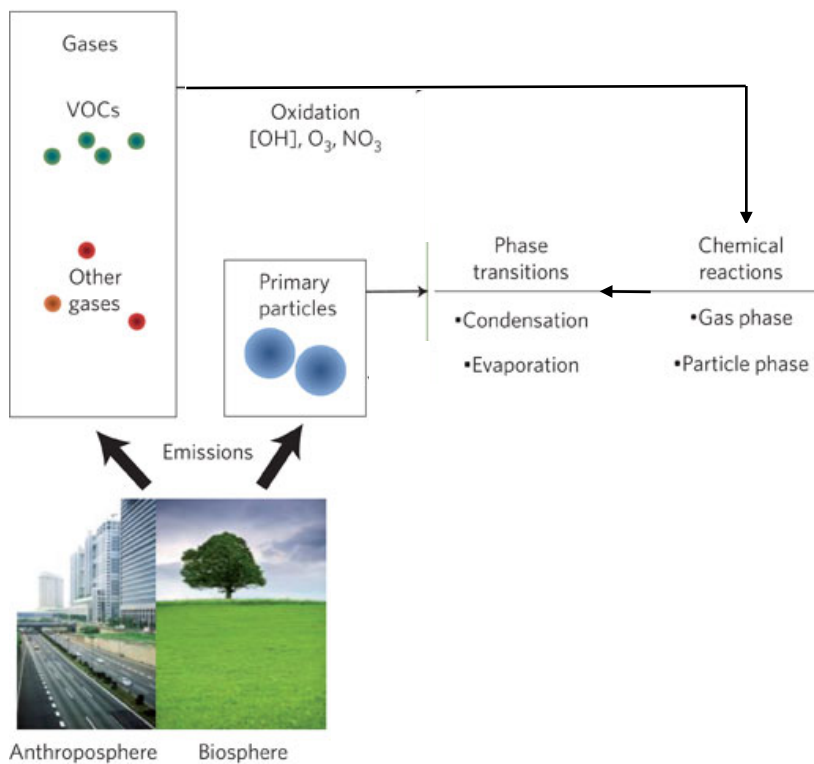 Gases
VOCs
Oxidation
[OH], O₃, NO₃
Other
gases
Primary
particles
Phase
transitions
▪Condensation
▪Evaporation
Chemical
reactions
▪Gas phase
▪Particle phase
Emissions
Anthroposphere
Biosphere